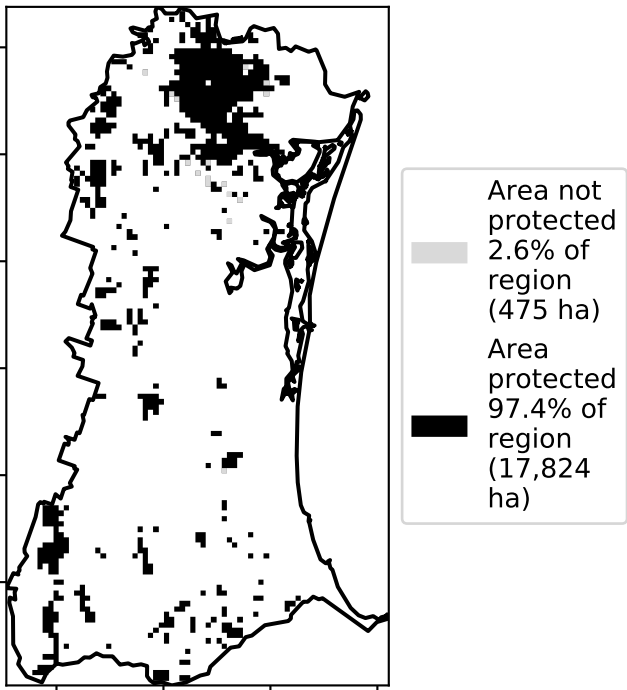 Area not
protected
2.6% of
region
(475 ha)
Area
protected
97.4% of
region
(17,824
ha)